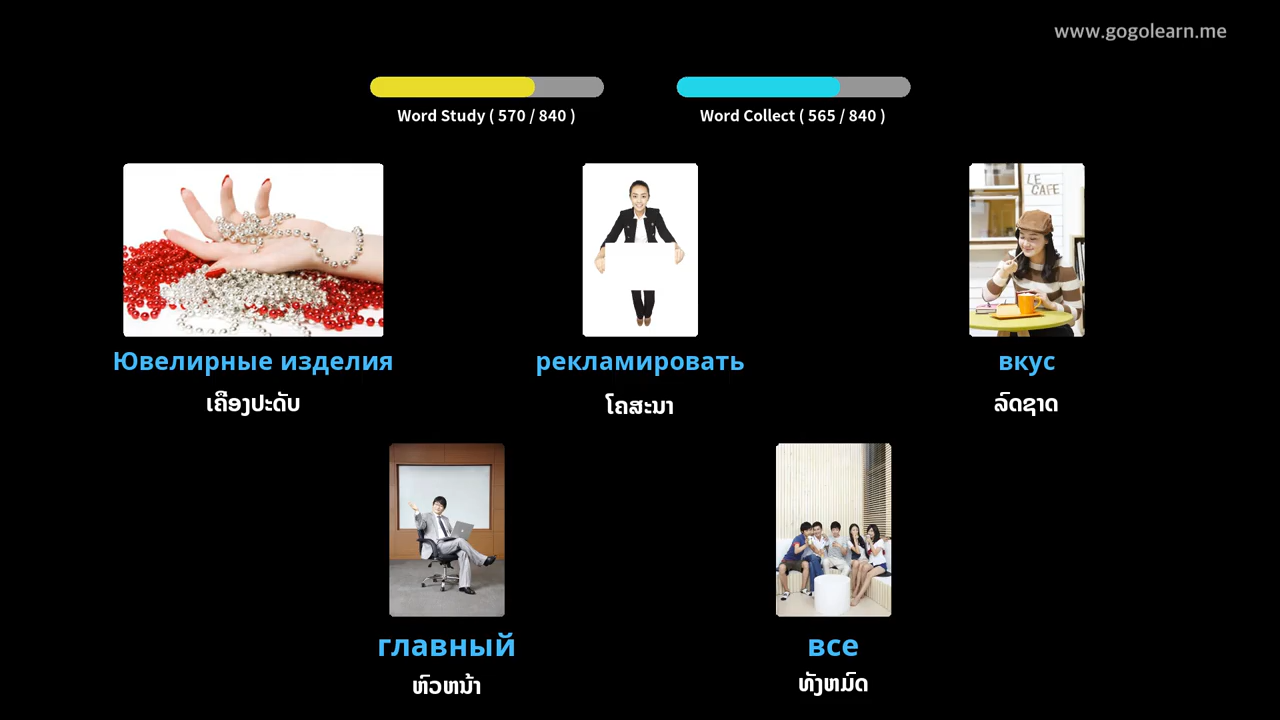 www.gogolearn.me
Word Study ( 570 / 840 )
Word Collect ( 565 / 840 )
Ювелирные изделия
ເຄືອງປະດັບ
рекламировать
ໂຄສະນາ
вкус
ລົດຊາດ
LE
CAFE
главный
ຫົວຫນ້າ
все
ທັງຫມົດ